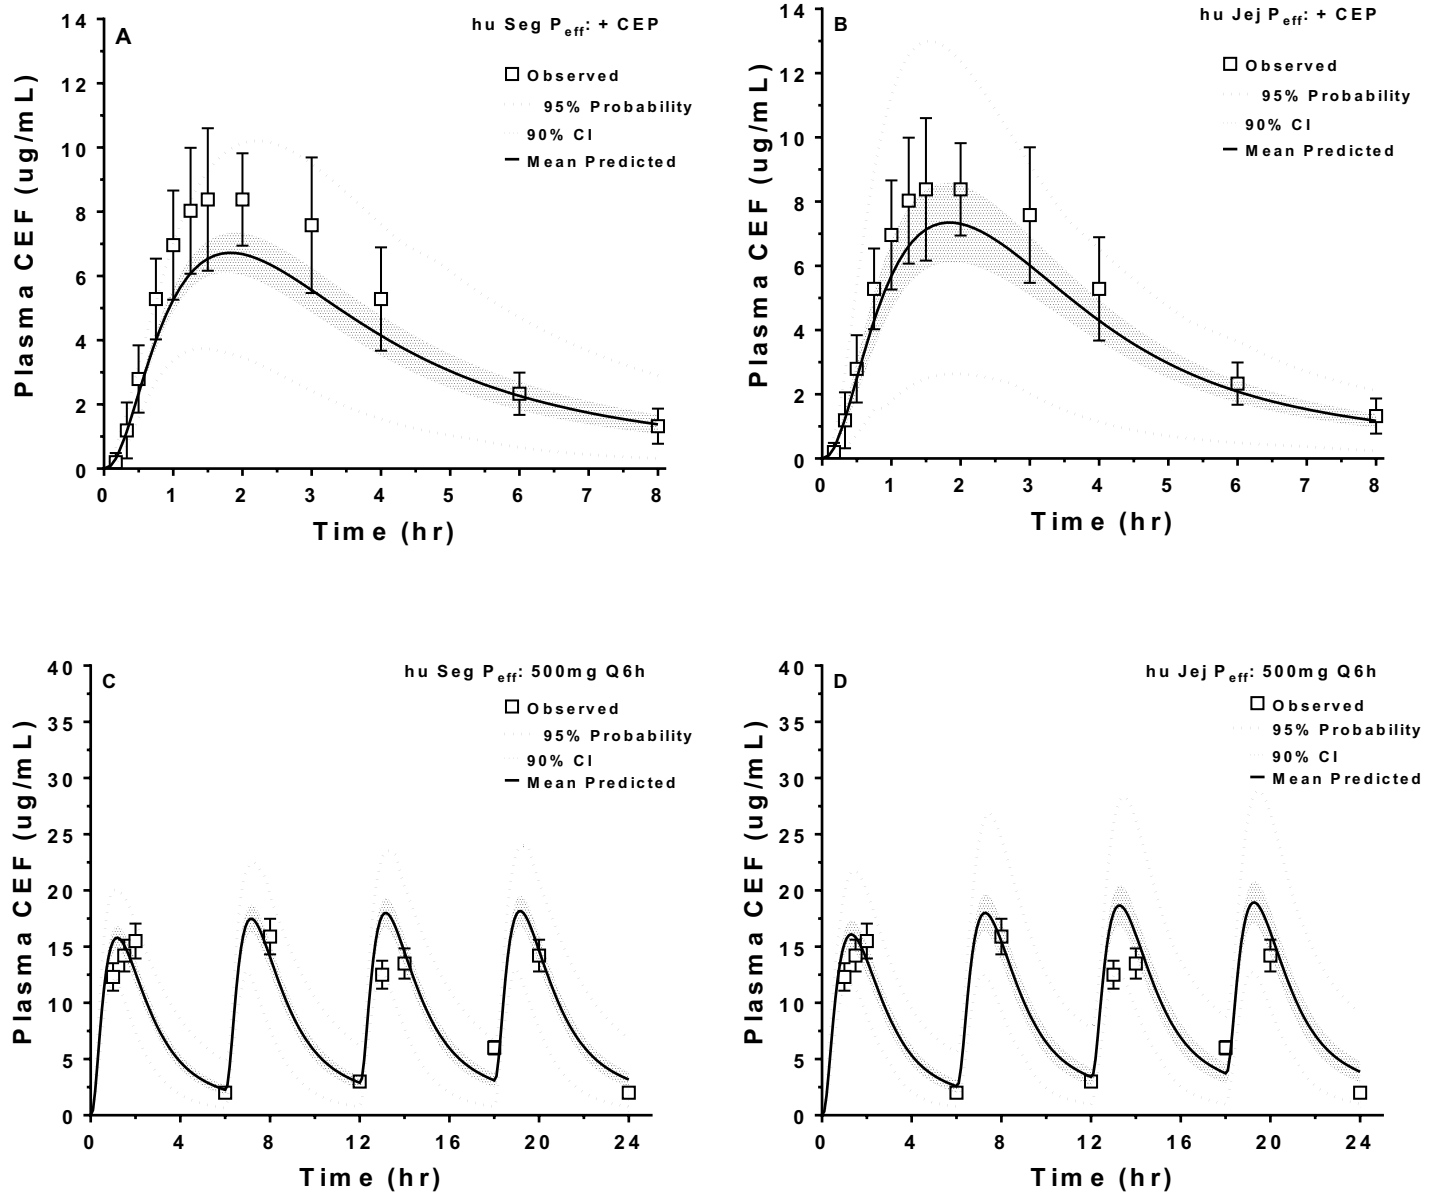 A
hu Seg Peff: + CEP
Observed
95% Probability
90% CI
Mean Predicted
Plasma CEF (ug/mL)
14
12
10
8
6
4
2
0
0 1 2 3 4 5 6 7 8
Time (hr)
B
hu Jej Peff: + CEP
Observed
95% Probability
90% CI
Mean Predicted
Plasma CEF (ug/mL)
14
12
10
8
6
4
2
0
0 1 2 3 4 5 6 7 8
Time (hr)
C
hu Seg Peff: 500mg Q6h
Observed
95% Probability
90% CI
Mean Predicted
Plasma CEF (ug/mL)
40
35
30
25
20
15
10
5
0
0 4 8 12 16 20 24
Time (hr)
D
hu Jej Peff: 500mg Q6h
Observed
95% Probability
90% CI
Mean Predicted
Plasma CEF (ug/mL)
40
35
30
25
20
15
10
5
0
0 4 8 12 16 20 24
Time (hr)